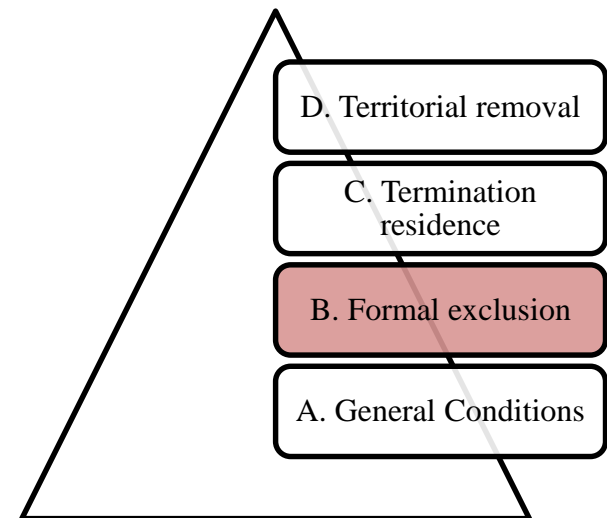 D. Territorial removal
C. Termination
residence
B. Formal exclusion
A. General Conditions